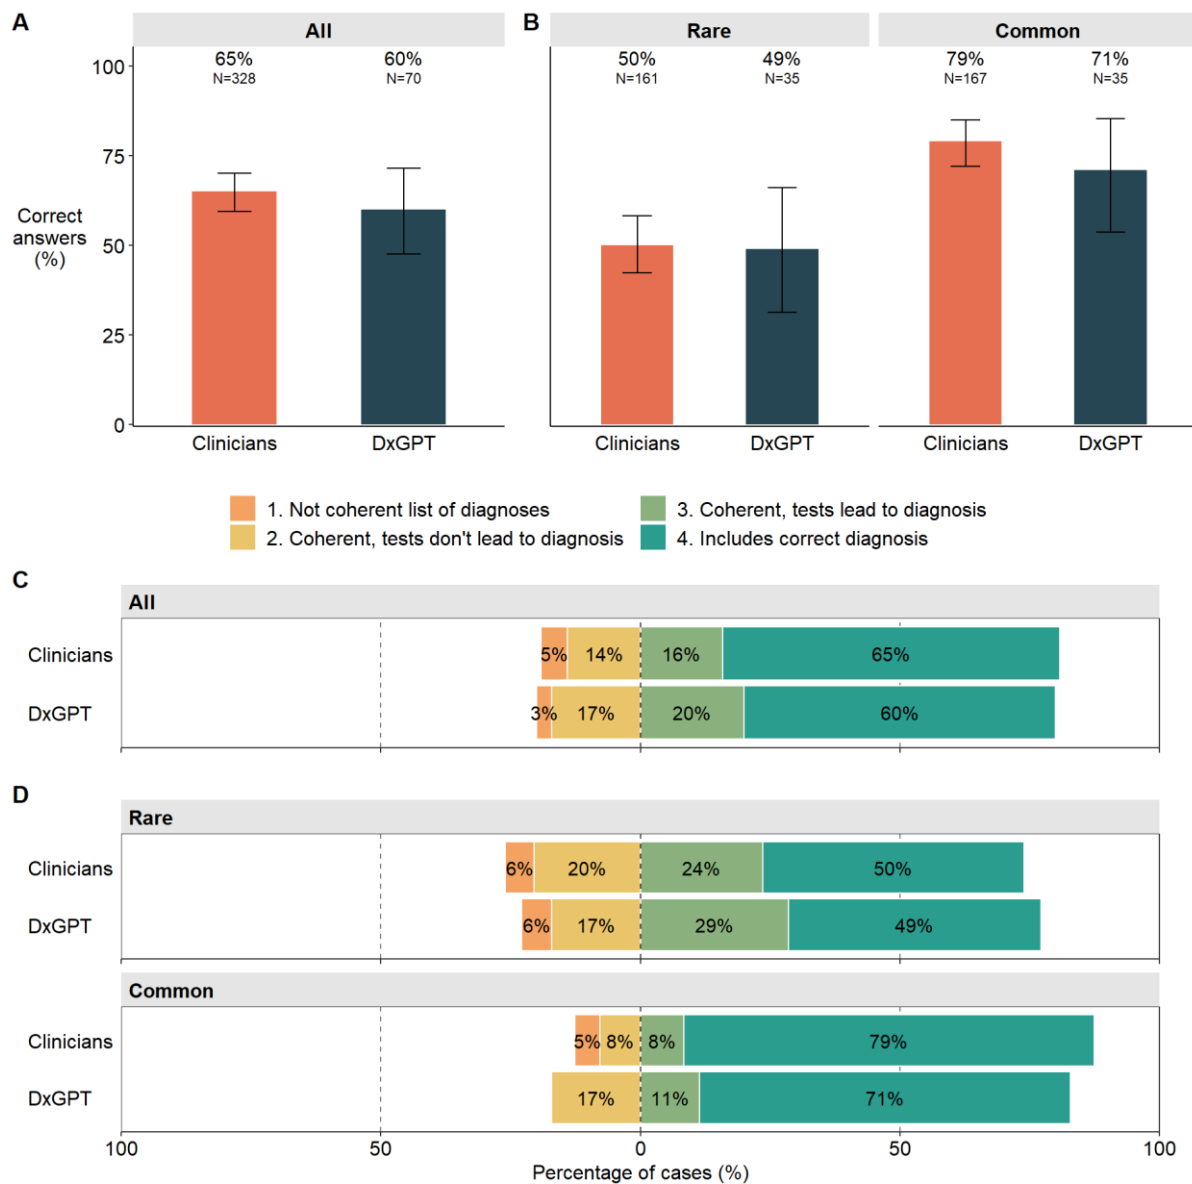 A
All
65%
N=328
60%
N=70
100
75
50
25
0
Correct
answers
(%)
Clinicians
DxGPT
B
Rare
Common
50%
N=161
49%
N=35
79%
N=167
71%
N=35
Clinicians
DxGPT
Clinicians
DxGPT
1. Not coherent list of diagnoses
2. Coherent, tests don't lead to diagnosis
3. Coherent, tests lead to diagnosis
4. Includes correct diagnosis
C
All
Clinicians
5% 14% 16% 65%
DxGPT
3% 17% 20% 60%
D
Rare
Clinicians
6% 20% 24% 50%
DxGPT
6% 17% 29% 49%
Common
Clinicians
5% 8% 8% 79%
DxGPT
17% 11% 71%
100 50 0 50 100
Percentage of cases (%)